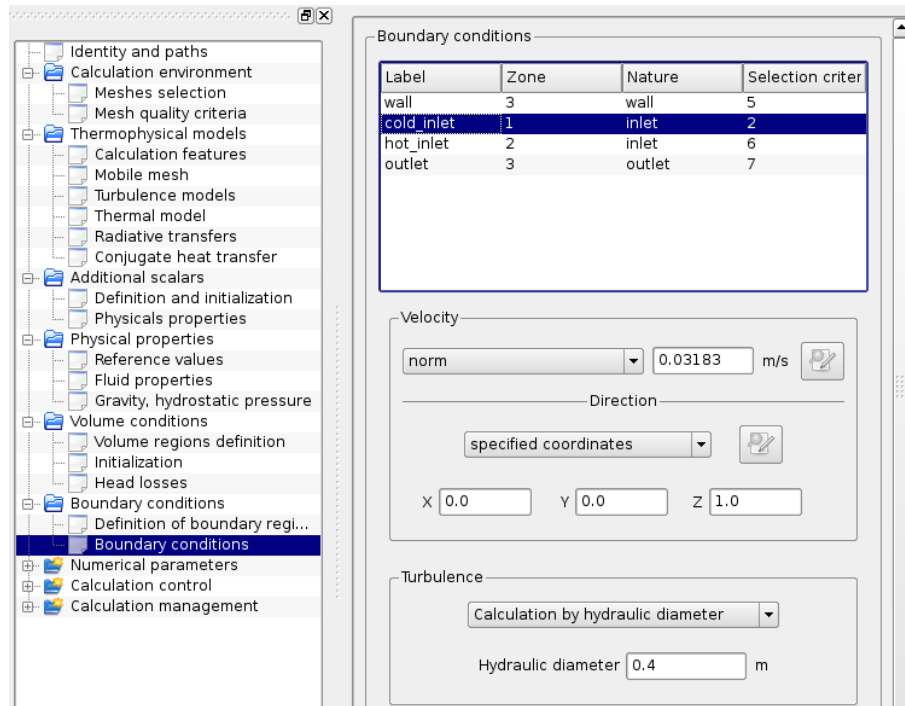 Identity and paths
Calculation environment
Meshes selection
Mesh quality criteria
Thermophysical models
Calculation features
Mobile mesh
Turbulence models
Thermal model
Radiative transfers
Conjugate heat transfer
Additional scalars
Definition and initialization
Physicals properties
Physical properties
Reference values
Fluid properties
Gravity, hydrostatic pressure
Volume conditions
Volume regions definition
Initialization
Head losses
Boundary conditions
Definition of boundary regi...
Boundary conditions
Numerical parameters
Calculation control
Calculation management
Boundary conditions
Label Zone Nature Selection criter
wall 3 wall 5
cold_inlet 1 inlet 2
hot_inlet 2 inlet 6
outlet 3 outlet 7
Velocity
norm 0.03183 m/s
Direction
specified coordinates
X 0.0 Y 0.0 Z 1.0
Turbulence
Calculation by hydraulic diameter
Hydraulic diameter 0.4 m